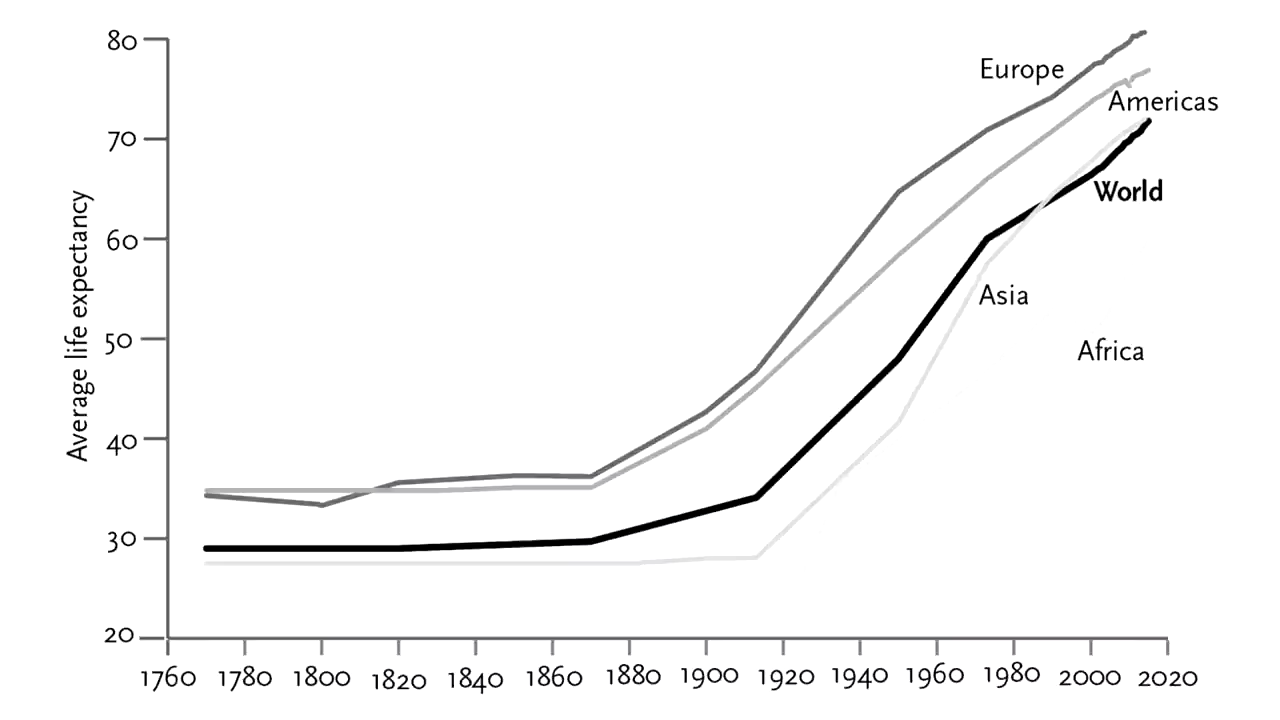 80
70
60
50
40
30
20
Average life expectancy
Europe
Americas
World
Asia
Africa
1760 1780 1800 1820 1840 1860 1880 1900 1920 1940 1960 1980 2000 2020